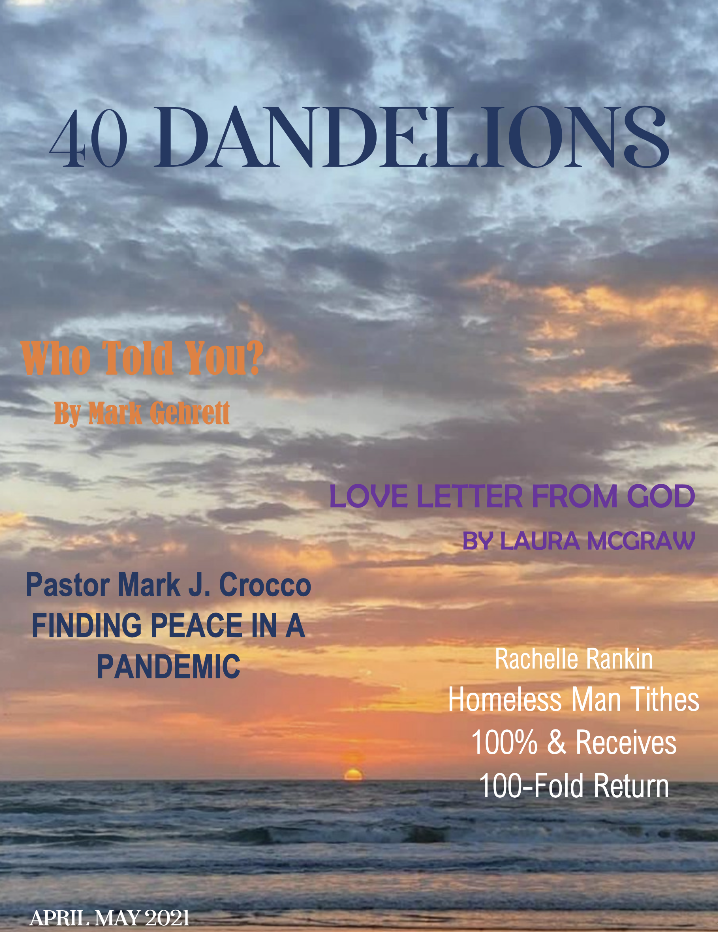 40 DANDELIONS
Who Told You?
By Mark Gehrett
LOVE LETTER FROM GOD
BY LAURA MCGRAW
Pastor Mark J. Crocco
FINDING PEACE IN A
PANDEMIC
Rachelle Rankin
Homeless Man Tithes
100% & Receives
100-Fold Return
APRIL MAY 2021